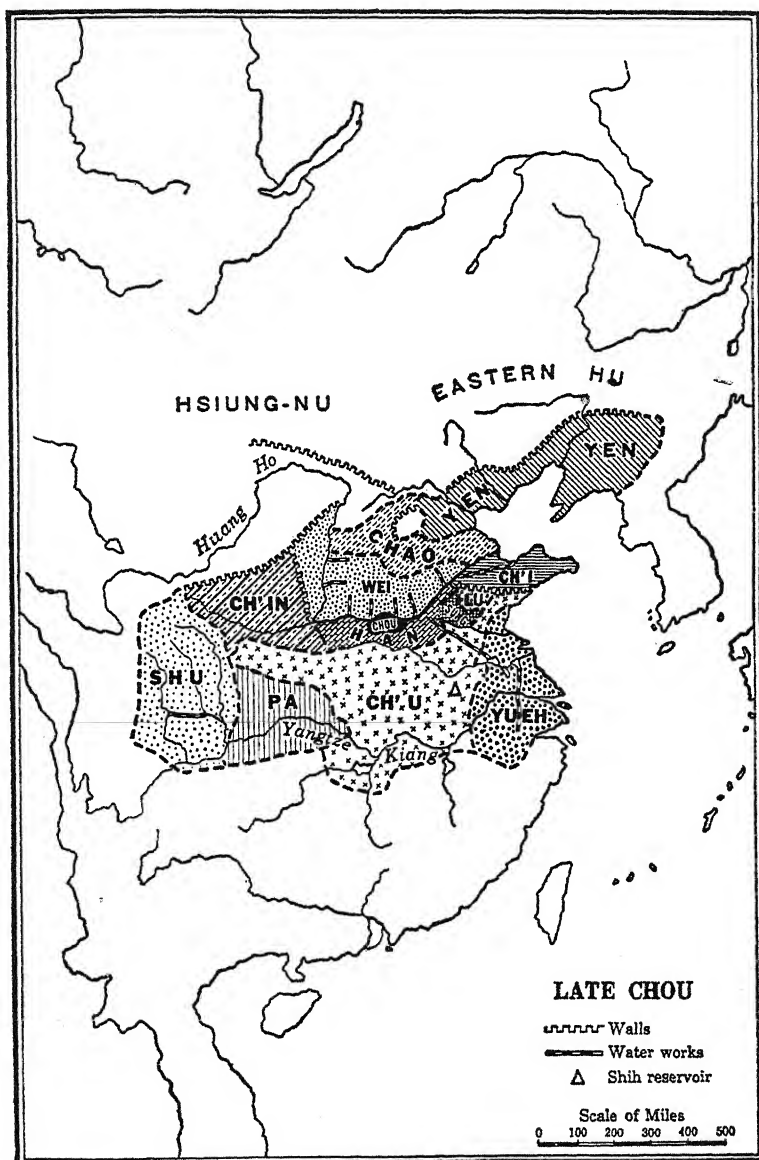 EASTERN HU
HSIUNG-NU
YEN
Huang Ho
YEN
CHAO
CH'I
WEI
LU
CH'IN
CHOU
HAN
SHU
PA
CH'U
YUEH
Yangtze Kiang
LATE CHOU
Walls
Water works
Shih reservoir
Scale of Miles
0 100 200 300 400 500